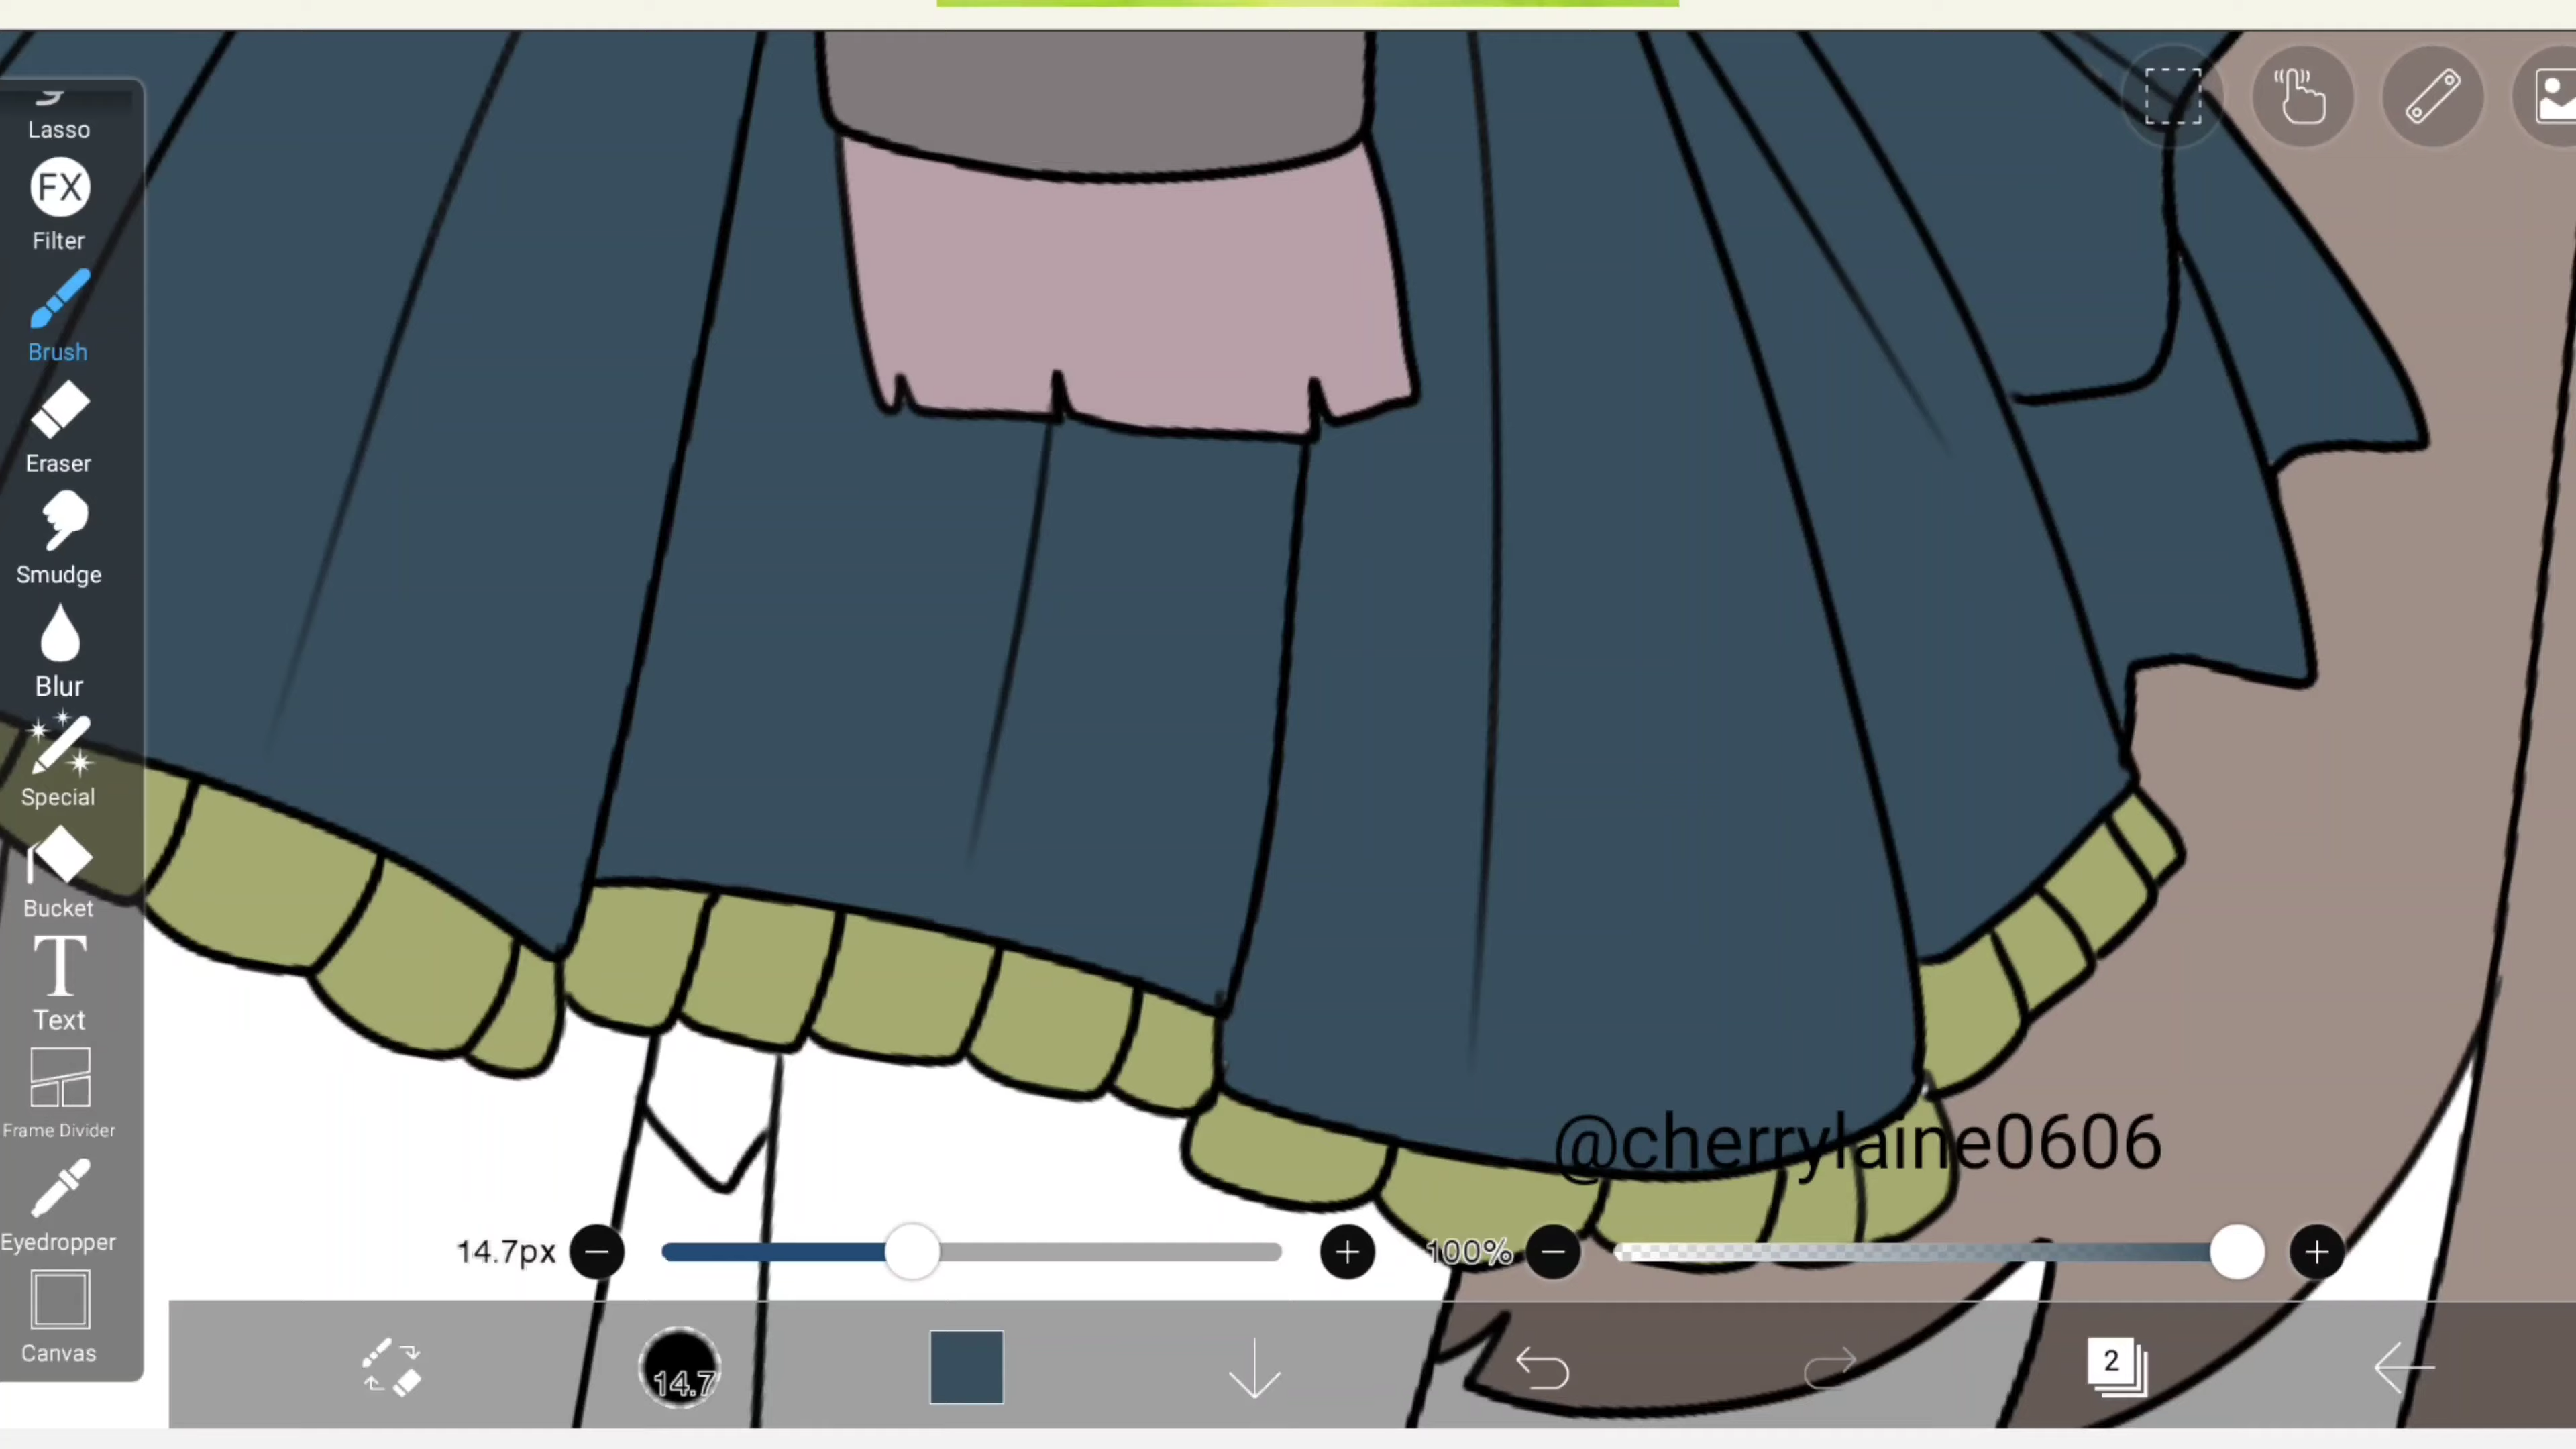 Lasso
FX
Filter
Brush
Eraser
Smudge
Blur
Special
Bucket
T
Text
Frame Divider
Eyedropper
Canvas
@cherrylaine0606
14.7px
100%
14.7
2